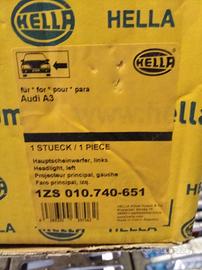 HELLA
HELLA
HELLA
für * for * pour * para
Audi A3
1 STUECK / 1 PIECE
Hauptscheinwerfer, links
Headlight, left
Projecteur principal, gauche
Faro principal, izq.
1ZS 010.740-651